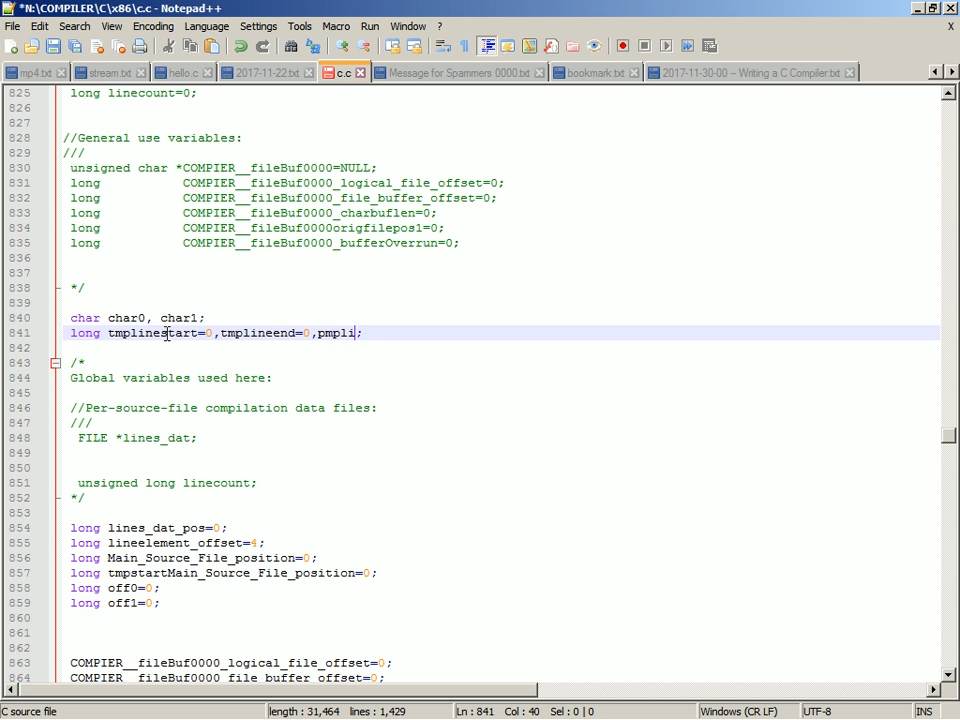 *N:\COMPILER\C\x86\c.c - Notepad++
File Edit Search View Encoding Language Settings Tools Macro Run Window ? X
mp4.txt stream.txt hello.c 2017-11-22.txt c.c Message for Spammers 0000.txt bookmark.txt 2017-11-30-00 – Writing a C Compiler.txt
825 long linecount=0;
826
827
828 //General use variables:
829 ///
830 unsigned char *COMPIER__fileBuf0000=NULL;
831 long COMPIER__fileBuf0000_logical_file_offset=0;
832 long COMPIER__fileBuf0000_file_buffer_offset=0;
833 long COMPIER__fileBuf0000_charbuflen=0;
834 long COMPIER__fileBuf0000origfilepos1=0;
835 long COMPIER__fileBuf0000_bufferOverrun=0;
836
837
838 */
839
840 char char0, char1;
841 long tmplinestart=0,tmplineend=0,pmpli;
842
843 /*
844 Global variables used here:
845
846 //Per-source-file compilation data files:
847 ///
848 FILE *lines_dat;
849
850
851 unsigned long linecount;
852 */
853
854 long lines_dat_pos=0;
855 long lineelement_offset=4;
856 long Main_Source_File_position=0;
857 long tmpstartMain_Source_File_position=0;
858 long off0=0;
859 long off1=0;
860
861
862
863 COMPIER__fileBuf0000_logical_file_offset=0;
864 COMPIER__fileBuf0000_file_buffer_offset=0;
C source file length : 31,464 lines : 1,429 Ln : 841 Col : 40 Sel : 0 | 0 Windows (CR LF) UTF-8 INS